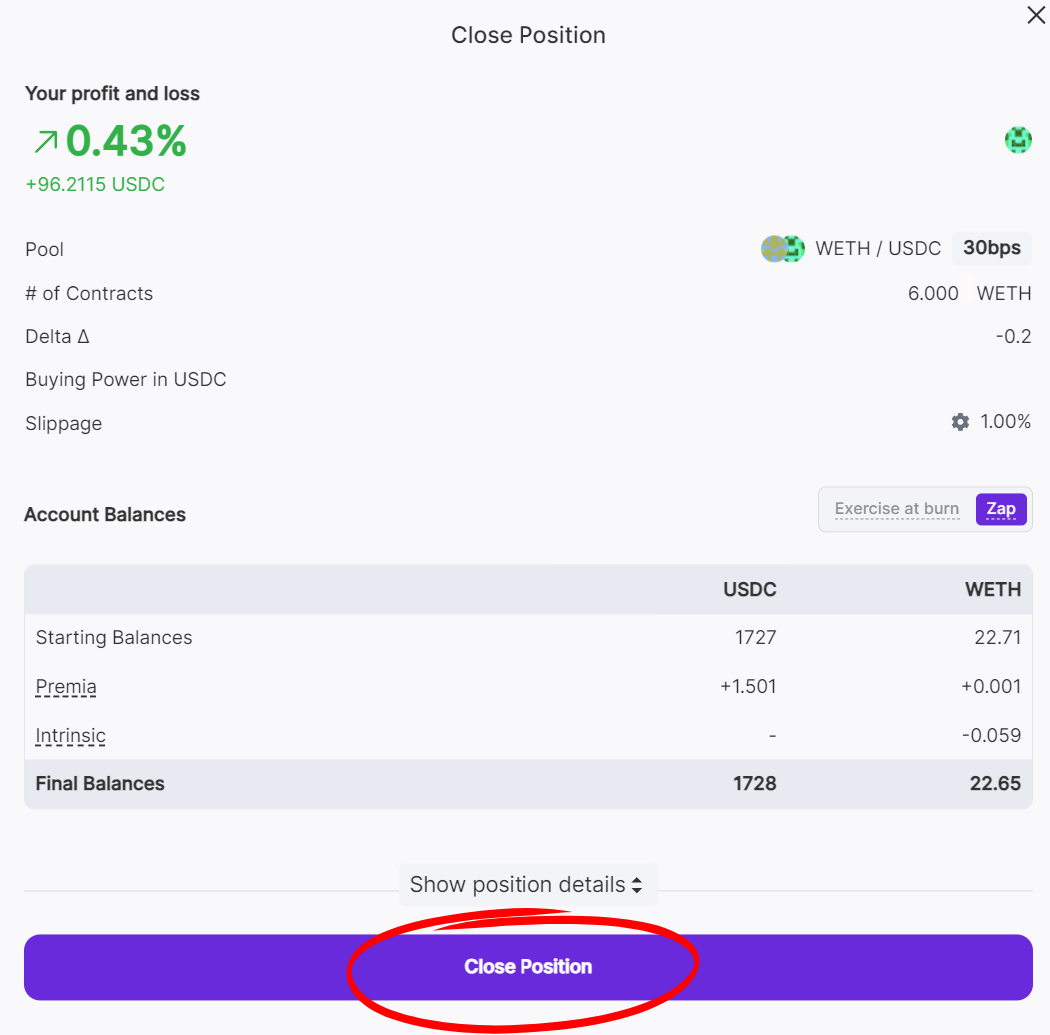 Close Position
Your profit and loss
0.43%
+96.2115 USDC
Pool WETH / USDC 30bps
# of Contracts 6.000 WETH
Delta Δ -0.2
Buying Power in USDC
Slippage 1.00%
Account Balances Exercise at burn Zap
USDC WETH
Starting Balances 1727 22.71
Premia +1.501 +0.001
Intrinsic - -0.059
Final Balances 1728 22.65
Show position details
Close Position